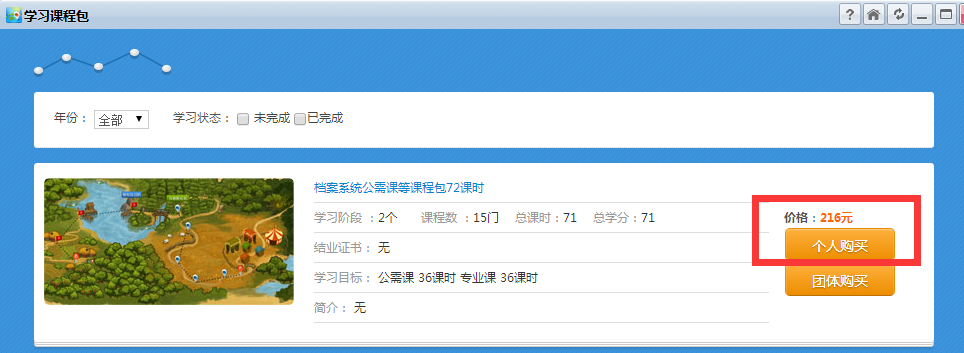 学习课程包
年份： 全部 学习状态： 未完成 已完成
档案系统公需课等课程包72课时
学习阶段 ：2个 课程数 ：15门 总课时：71 总学分：71
结业证书： 无
学习目标： 公需课 36课时 专业课 36课时
简介： 无
价格：216元
个人购买
团体购买